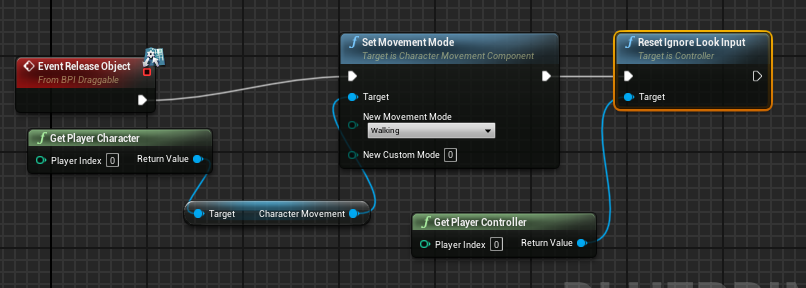 Event Release Object
From BPI Draggable
Get Player Character
Player Index 0 Return Value
Target Character Movement
Set Movement Mode
Target is Character Movement Component
Target
New Movement Mode
Walking
New Custom Mode 0
Get Player Controller
Player Index 0 Return Value
Reset Ignore Look Input
Target is Controller
Target